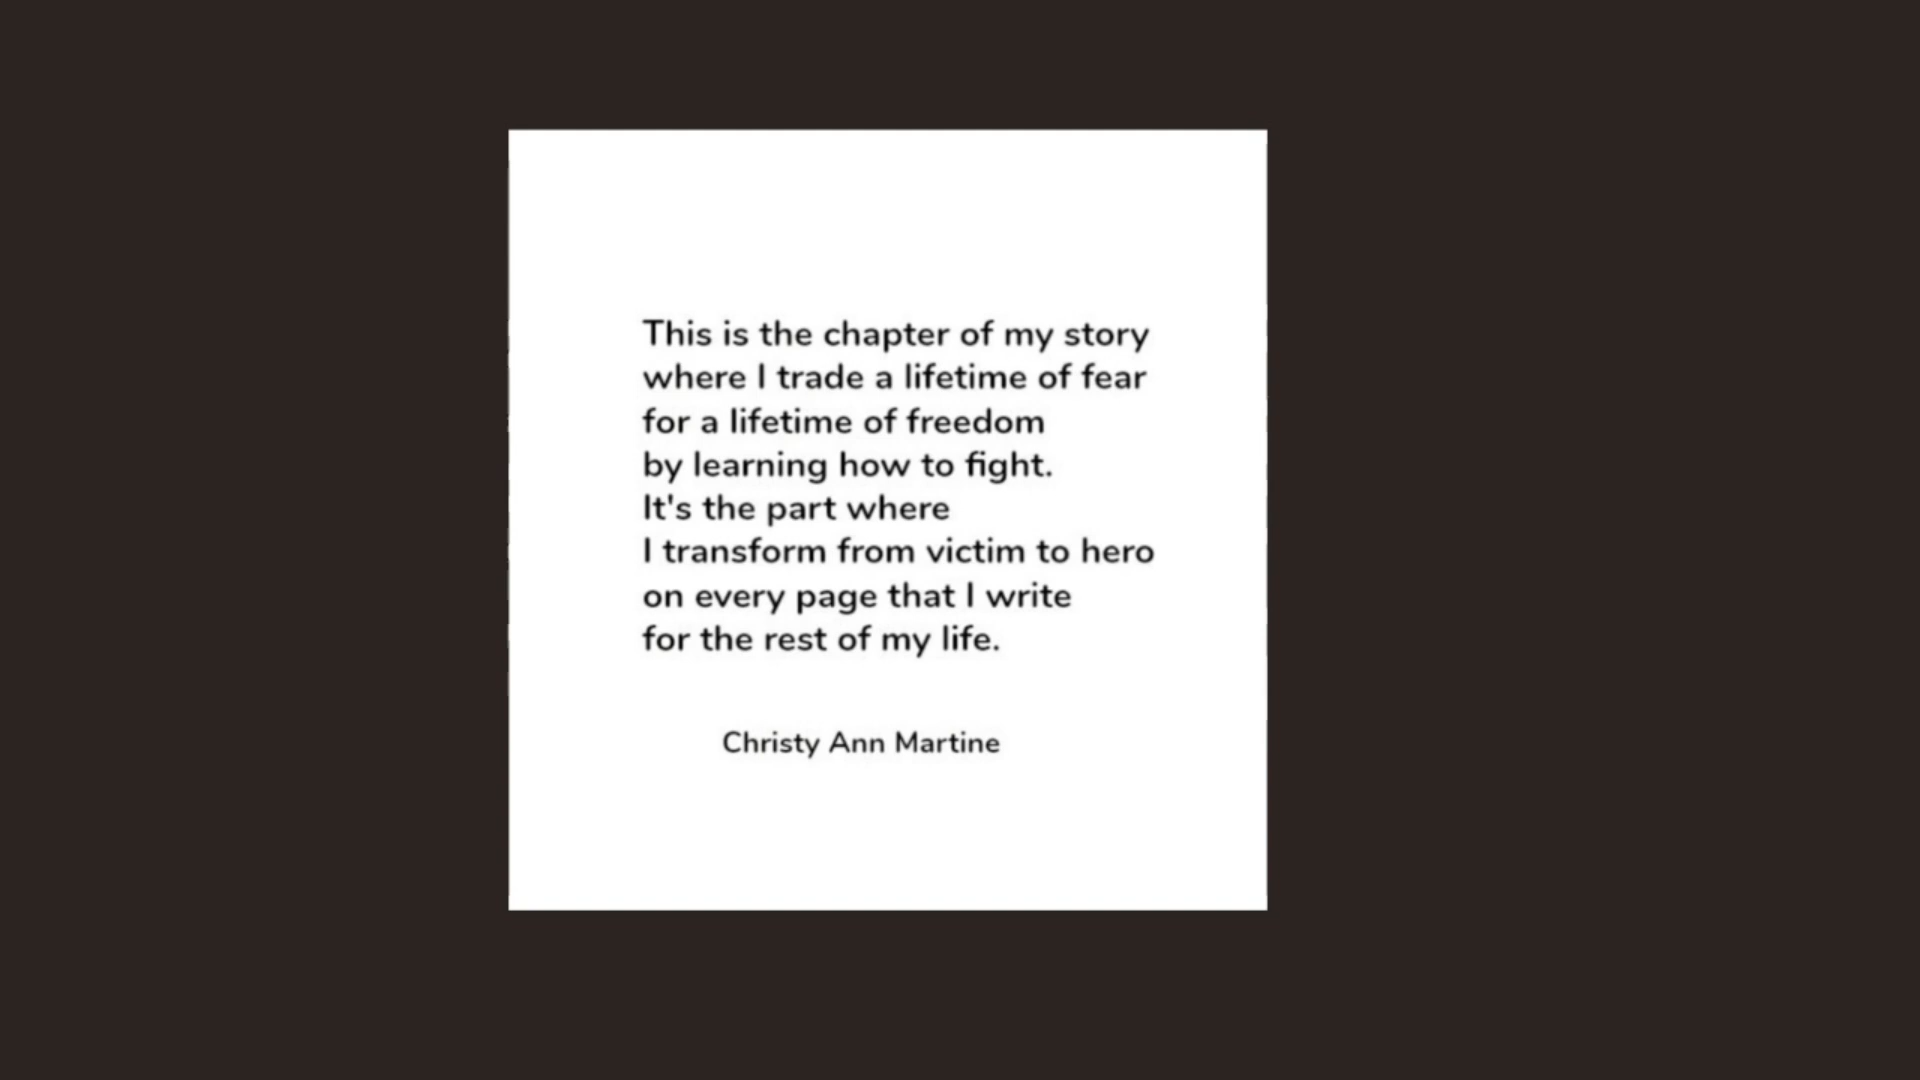 This is the chapter of my story
where I trade a lifetime of fear
for a lifetime of freedom
by learning how to fight.
It's the part where
I transform from victim to hero
on every page that I write
for the rest of my life.
Christy Ann Martine